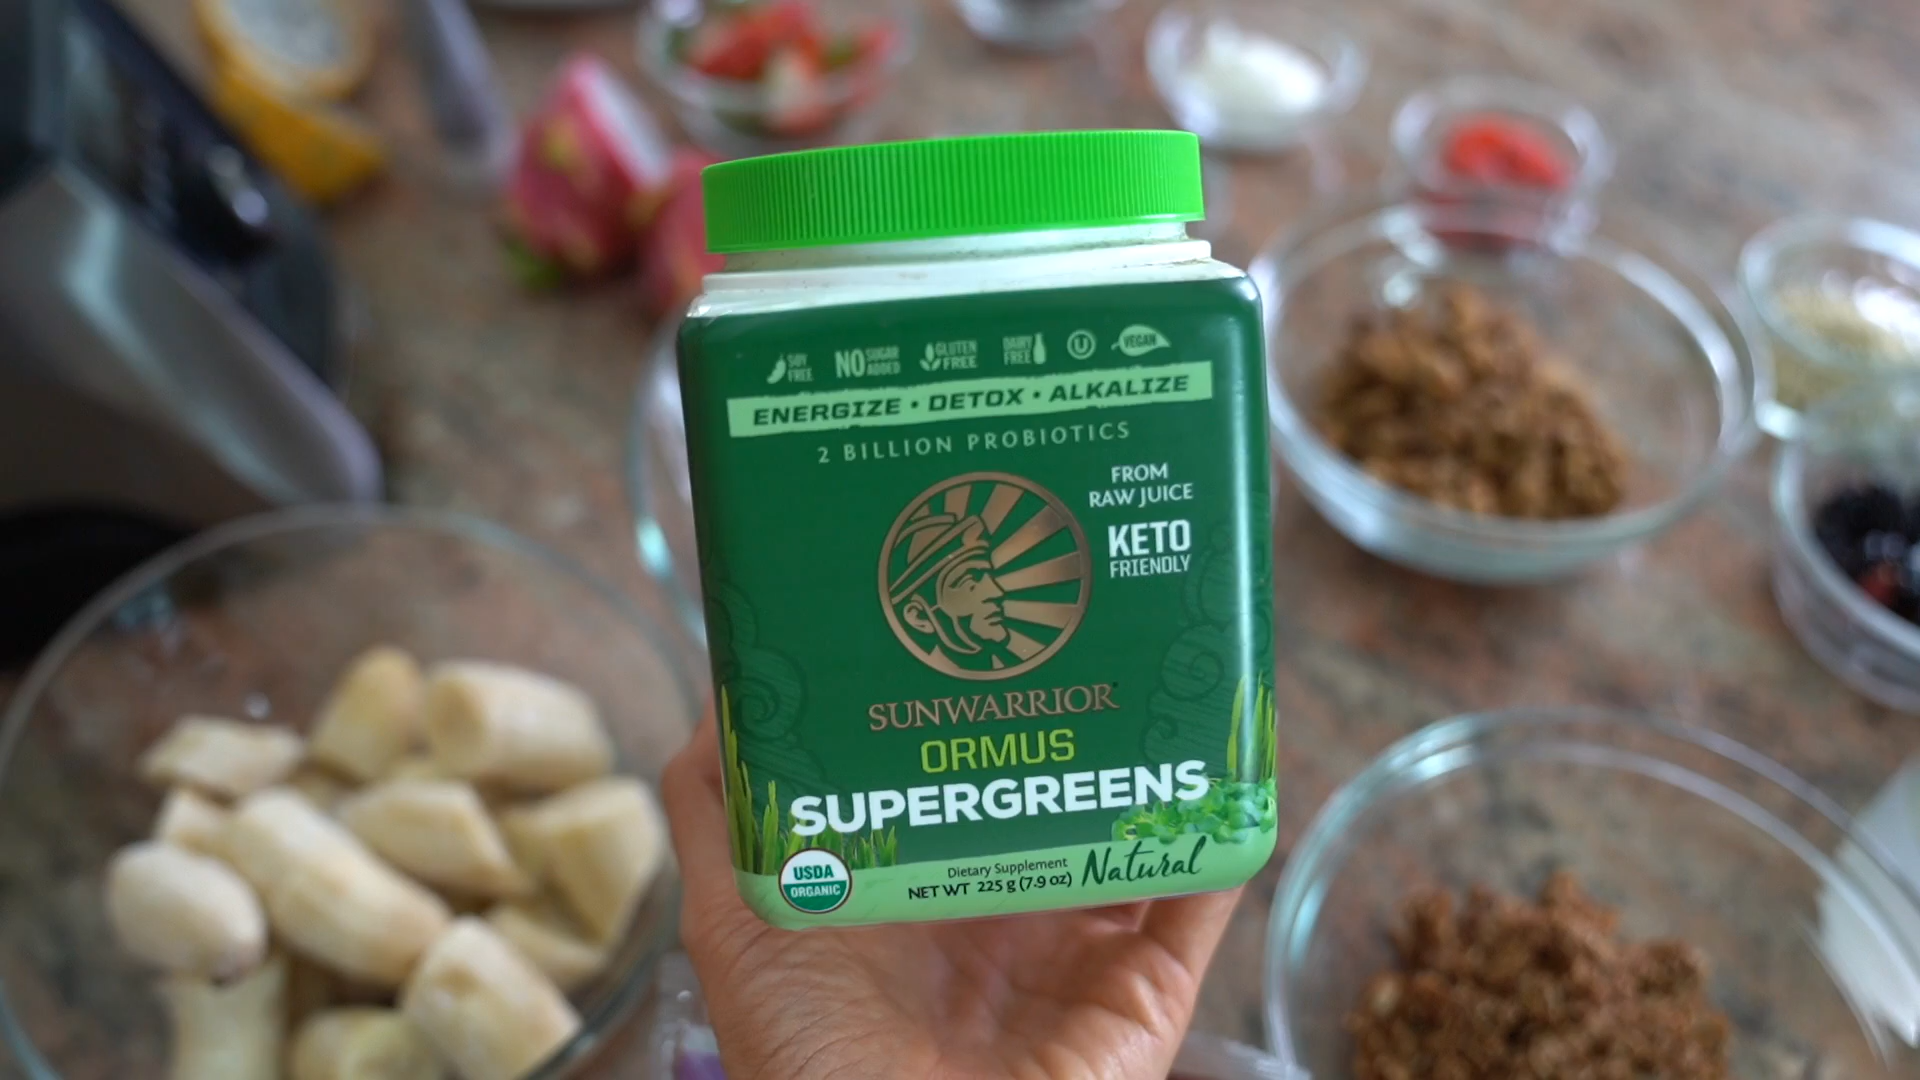 SOY FREE
NO SUGAR ADDED
GLUTEN FREE
DAIRY FREE
U
VEGAN
ENERGIZE • DETOX • ALKALIZE
2 BILLION PROBIOTICS
FROM
RAW JUICE
KETO
FRIENDLY
SUNWARRIOR
ORMUS
SUPERGREENS
USDA
ORGANIC
Dietary Supplement
NET WT 225 g (7.9 oz)
Natural